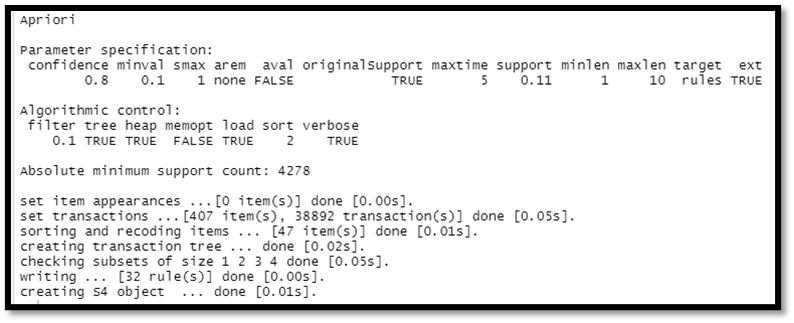 Apriori
Parameter specification:
confidence minval smax arem aval originalSupport maxtime support minlen maxlen target ext
0.8 0.1 1 none FALSE TRUE 5 0.11 1 10 rules TRUE
Algorithmic control:
filter tree heap memopt load sort verbose
0.1 TRUE TRUE FALSE TRUE 2 TRUE
Absolute minimum support count: 4278
set item appearances ...[0 item(s)] done [0.00s].
set transactions ...[407 item(s), 38892 transaction(s)] done [0.05s].
sorting and recoding items ... [47 item(s)] done [0.01s].
creating transaction tree ... done [0.02s].
checking subsets of size 1 2 3 4 done [0.05s].
writing ... [32 rule(s)] done [0.00s].
creating S4 object ... done [0.01s].